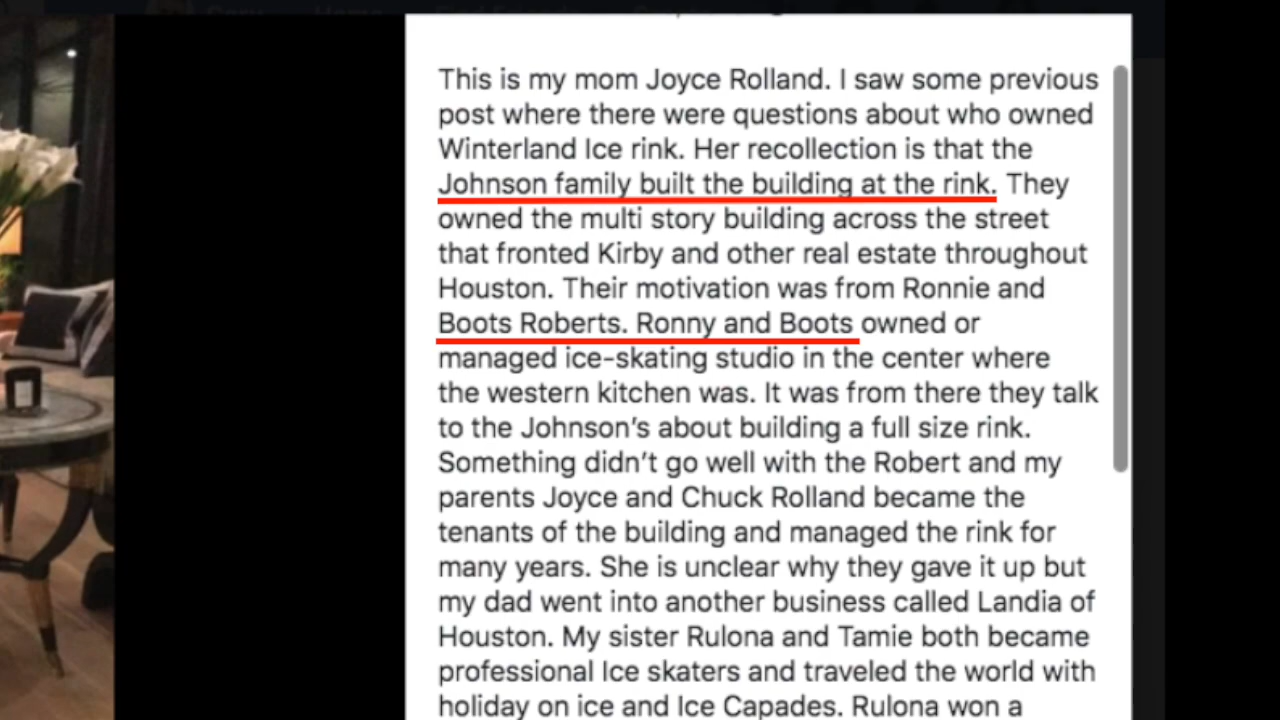 This is my mom Joyce Rolland. I saw some previous
post where there were questions about who owned
Winterland Ice rink. Her recollection is that the
Johnson family built the building at the rink. They
owned the multi story building across the street
that fronted Kirby and other real estate throughout
Houston. Their motivation was from Ronnie and
Boots Roberts. Ronny and Boots owned or
managed ice-skating studio in the center where
the western kitchen was. It was from there they talk
to the Johnson’s about building a full size rink.
Something didn’t go well with the Robert and my
parents Joyce and Chuck Rolland became the
tenants of the building and managed the rink for
many years. She is unclear why they gave it up but
my dad went into another business called Landia of
Houston. My sister Rulona and Tamie both became
professional Ice skaters and traveled the world with
holiday on ice and Ice Capades. Rulona won a